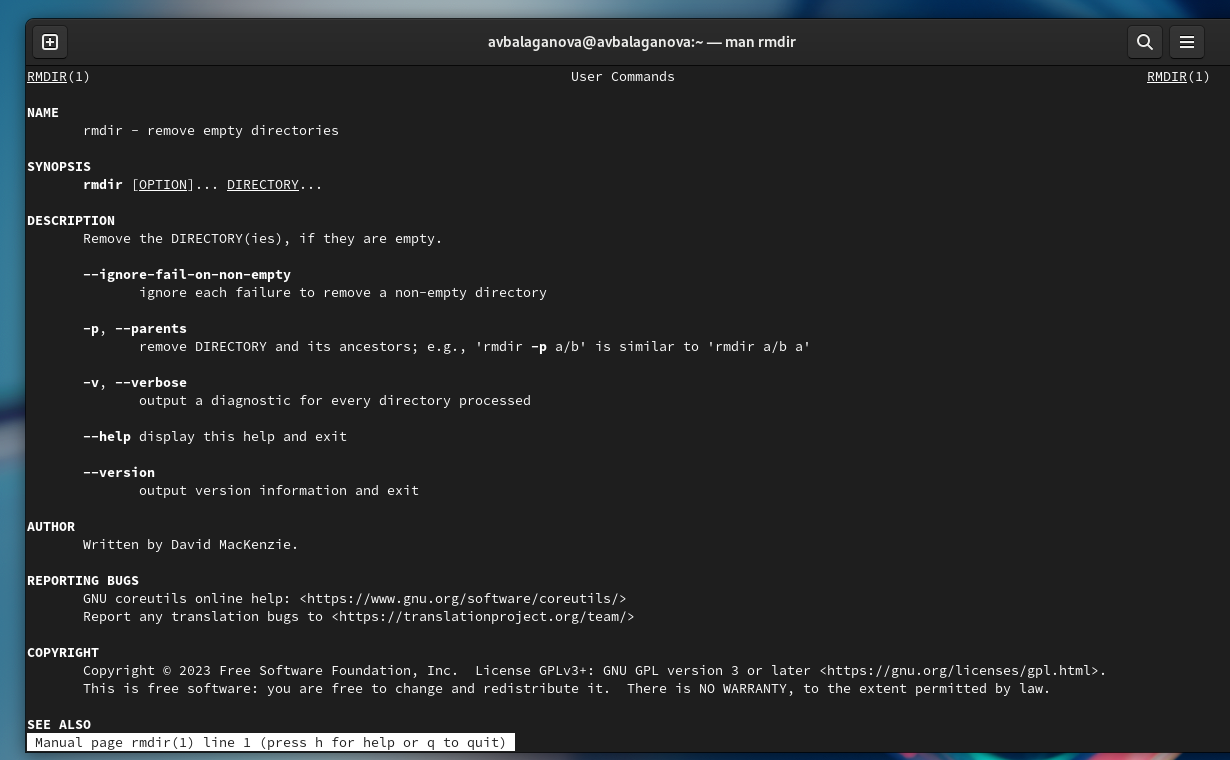 avbalaganova@avbalaganova:~ — man rmdir
RMDIR(1) User Commands RMDIR(1)
NAME
rmdir - remove empty directories
SYNOPSIS
rmdir [OPTION]... DIRECTORY...
DESCRIPTION
Remove the DIRECTORY(ies), if they are empty.
--ignore-fail-on-non-empty
ignore each failure to remove a non-empty directory
-p, --parents
remove DIRECTORY and its ancestors; e.g., 'rmdir -p a/b' is similar to 'rmdir a/b a'
-v, --verbose
output a diagnostic for every directory processed
--help display this help and exit
--version
output version information and exit
AUTHOR
Written by David MacKenzie.
REPORTING BUGS
GNU coreutils online help: <https://www.gnu.org/software/coreutils/>
Report any translation bugs to <https://translationproject.org/team/>
COPYRIGHT
Copyright © 2023 Free Software Foundation, Inc.  License GPLv3+: GNU GPL version 3 or later <https://gnu.org/licenses/gpl.html>.
This is free software: you are free to change and redistribute it.  There is NO WARRANTY, to the extent permitted by law.
SEE ALSO
Manual page rmdir(1) line 1 (press h for help or q to quit)